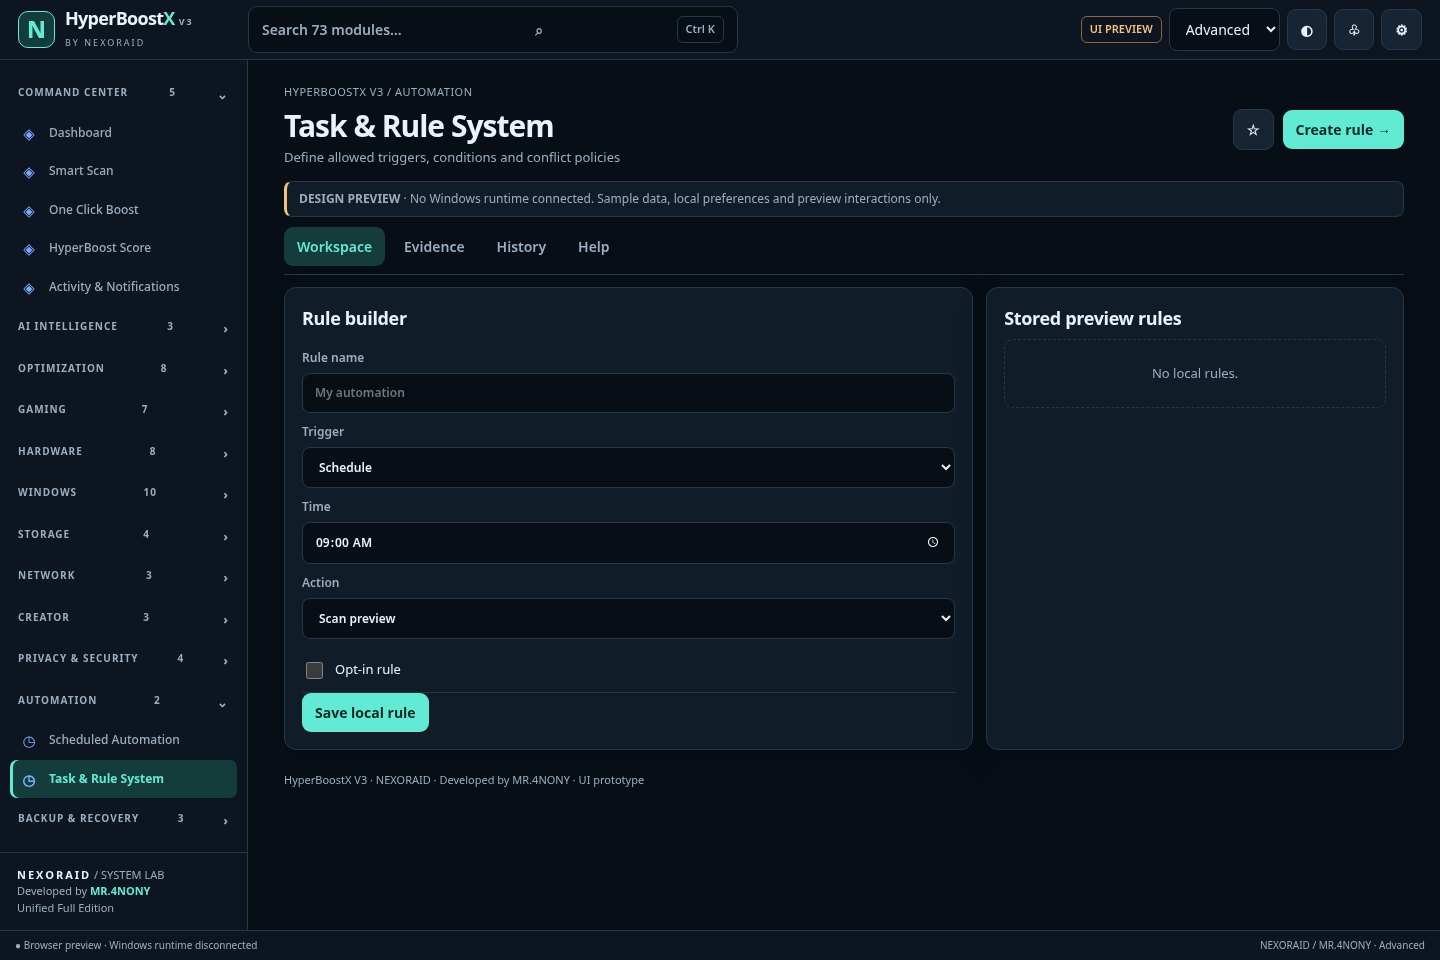 N HyperBoostX V3
BY NEXORAID
Search 73 modules...
Ctrl K
UI PREVIEW
Advanced
COMMAND CENTER 5
Dashboard
Smart Scan
One Click Boost
HyperBoost Score
Activity & Notifications
AI INTELLIGENCE 3
OPTIMIZATION 8
GAMING 7
HARDWARE 8
WINDOWS 10
STORAGE 4
NETWORK 3
CREATOR 3
PRIVACY & SECURITY 4
AUTOMATION 2
Scheduled Automation
Task & Rule System
BACKUP & RECOVERY 3
NEXORAID / SYSTEM LAB
Developed by MR.4NONY
Unified Full Edition
HYPERBOOSTX V3 / AUTOMATION
Task & Rule System
Define allowed triggers, conditions and conflict policies
☆
Create rule →
DESIGN PREVIEW · No Windows runtime connected. Sample data, local preferences and preview interactions only.
Workspace Evidence History Help
Rule builder
Rule name
My automation
Trigger
Schedule
Time
09:00 AM
Action
Scan preview
Opt-in rule
Save local rule
Stored preview rules
No local rules.
HyperBoostX V3 · NEXORAID · Developed by MR.4NONY · UI prototype
● Browser preview · Windows runtime disconnected
NEXORAID / MR.4NONY · Advanced